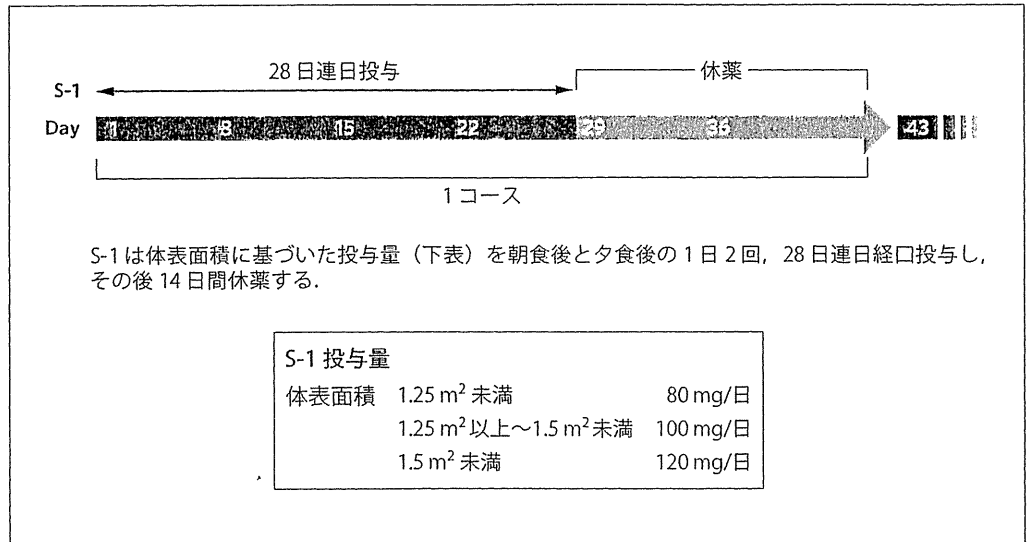 28日連日投与
休薬
S-1
Day 1 8 15 22 29 36 43
1コース
S-1は体表面積に基づいた投与量（下表）を朝食後と夕食後の1日2回，28日連日経口投与し，
その後14日間休薬する．
S-1 投与量
体表面積 1.25 m² 未満 80 mg/日
1.25 m² 以上～1.5 m² 未満 100 mg/日
1.5 m² 未満 120 mg/日